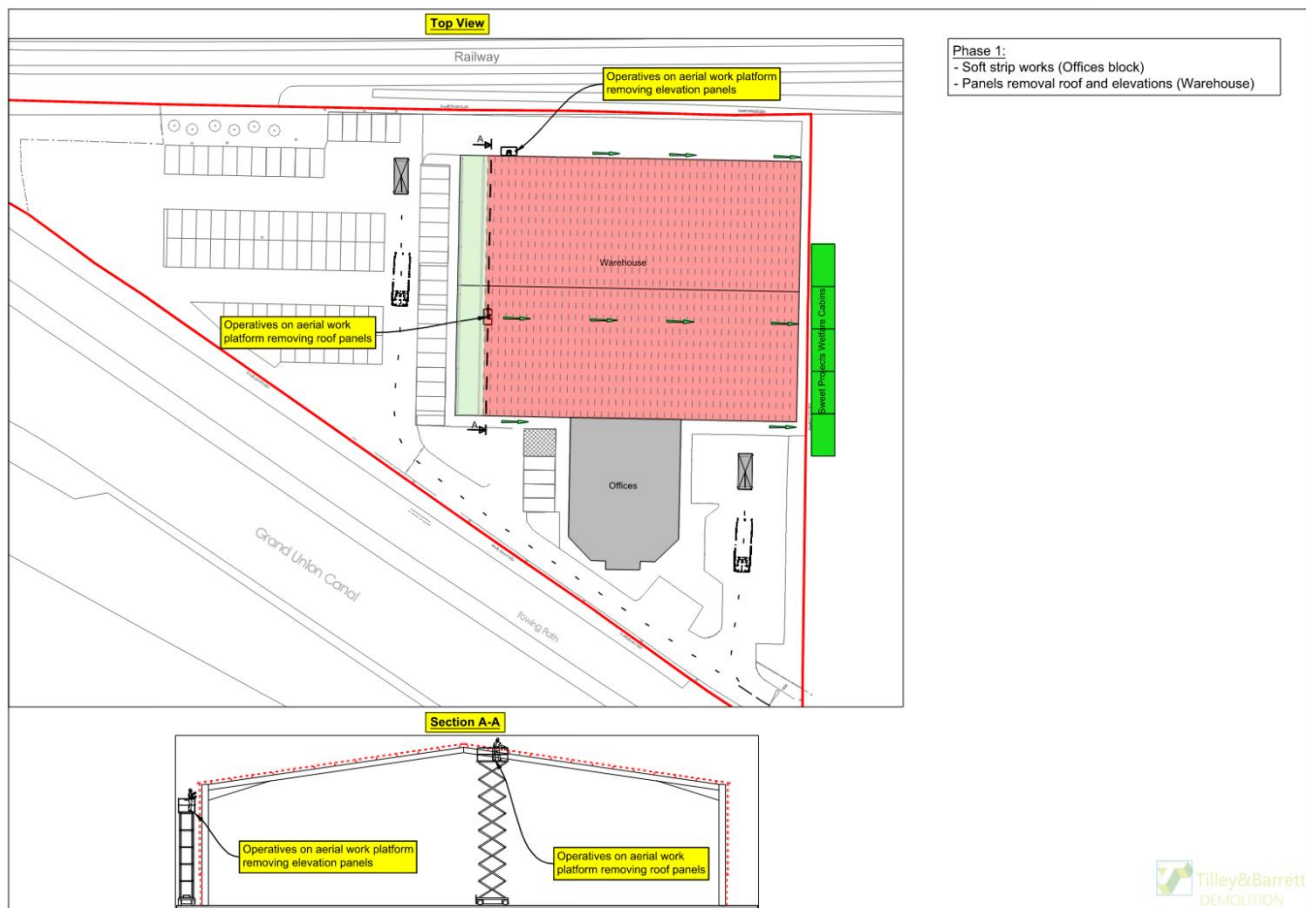 Top View
Railway
Phase 1:
- Soft strip works (Offices block)
- Panels removal roof and elevations (Warehouse)
Operatives on aerial work platform
removing elevation panels
A
Warehouse
Operatives on aerial work
platform removing roof panels
Sweet Projects Welfare Cabins
A
Offices
Grand Union Canal
Towing Path
Section A-A
Operatives on aerial work platform
removing elevation panels
Operatives on aerial work
platform removing roof panels
Tilley&Barrett
DEMOLITION